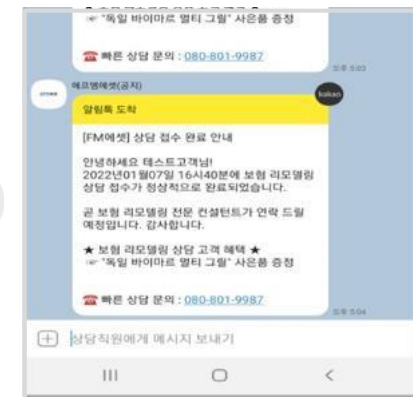 ☞ "독일 바이마르 멀티 그릴" 사은품 증정
☎ 빠른 상담 문의 : 080-801-9987
오후 5:03
에프엠에셋(공지)
kakao
알림톡 도착
[FM에셋] 상담 접수 완료 안내
안녕하세요 테스트고객님!
2022년01월07일 16시40분에 보험 리모델링
상담 접수가 정상적으로 완료되었습니다.
곧 보험 리모델링 전문 컨설턴트가 연락 드릴
예정입니다. 감사합니다.
★ 보험 리모델링 상담 고객 혜택 ★
☞ "독일 바이마르 멀티 그릴" 사은품 증정
☎ 빠른 상담 문의 : 080-801-9987
오후 5:04
상담직원에게 메시지 보내기